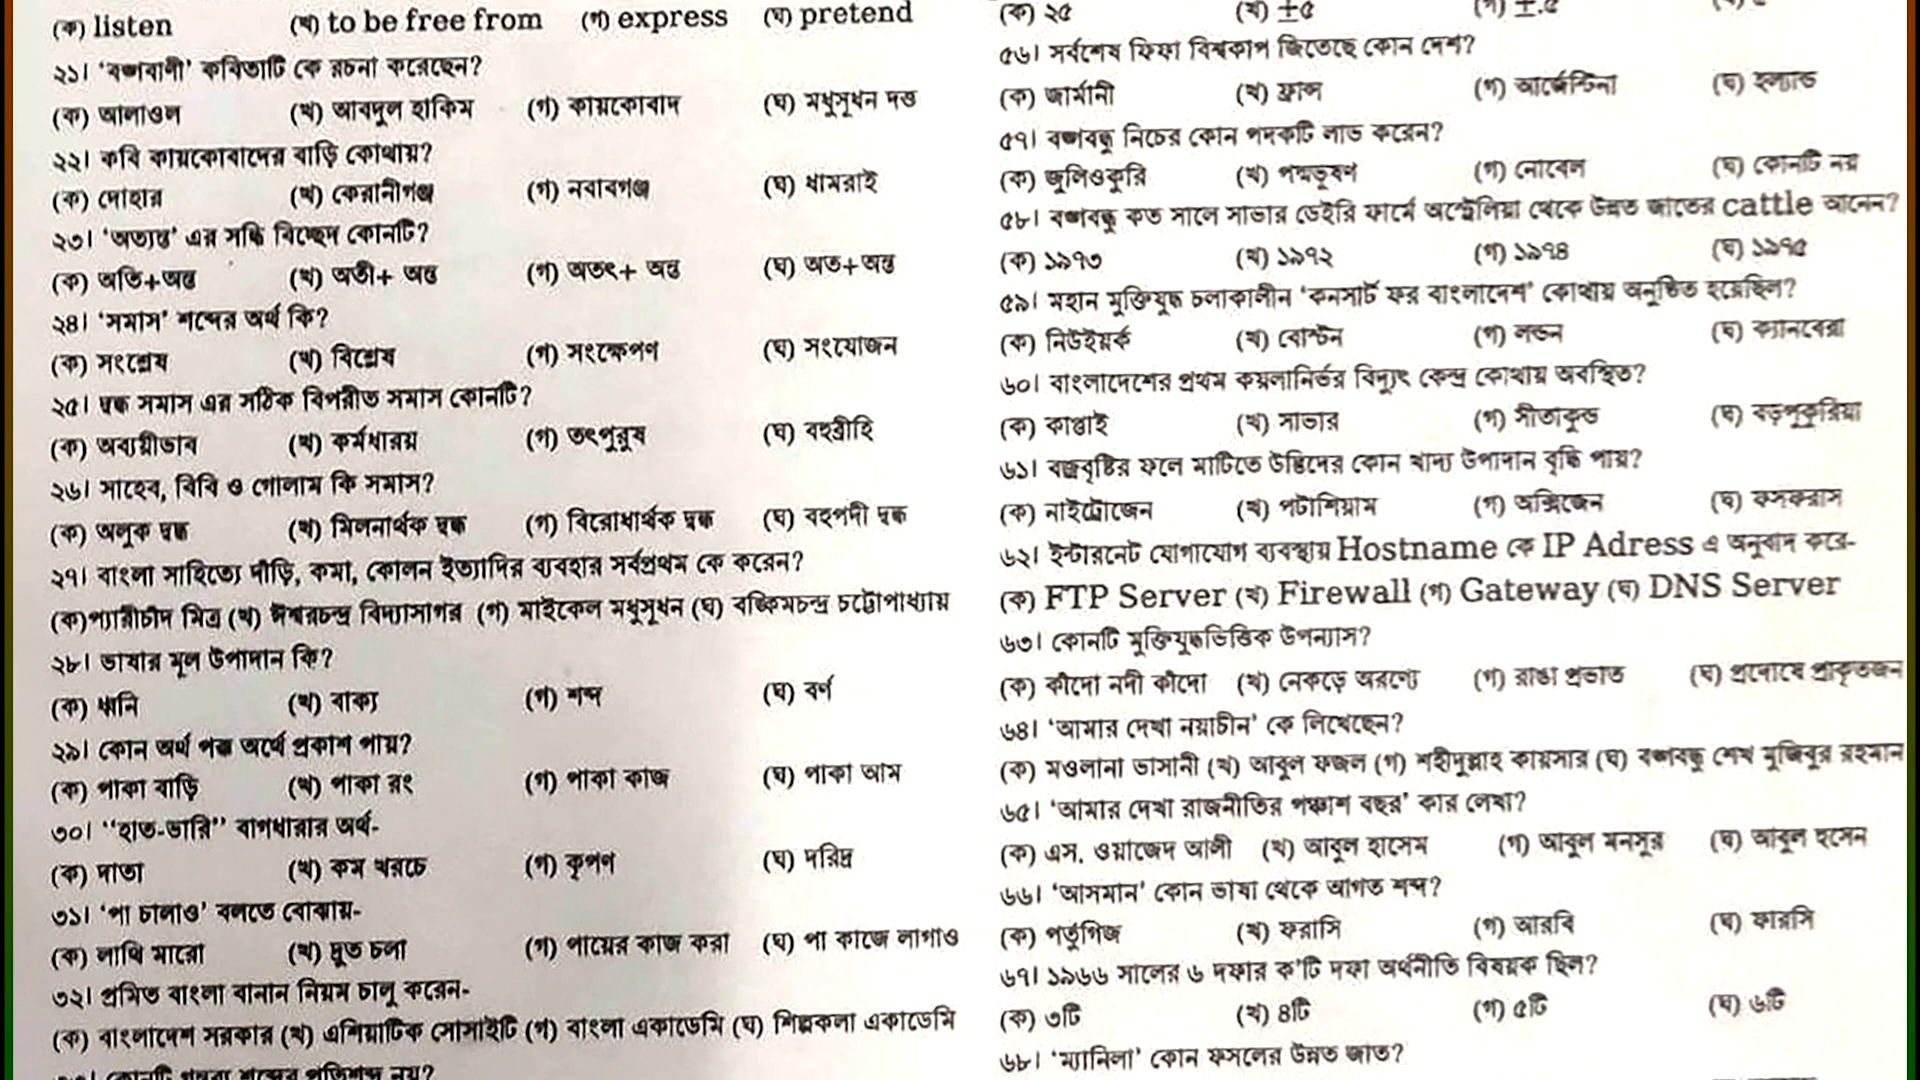 (ক) listen (খ) to be free from (গ) express (ঘ) pretend
২১। ‘বঙ্গবাণী’ কবিতাটি কে রচনা করেছেন?
(ক) আলাওল (খ) আবদুল হাকিম (গ) কায়কোবাদ (ঘ) মধুসূধন দত্ত
২২। কবি কায়কোবাদের বাড়ি কোথায়?
(ক) দোহার (খ) কেরানীগঞ্জ (গ) নবাবগঞ্জ (ঘ) ধামরাই
২৩। ‘অত্যন্ত’ এর সন্ধি বিচ্ছেদ কোনটি?
(ক) অতি+অন্ত (খ) অতী+ অন্ত (গ) অতৎ+ অন্ত (ঘ) অত+অন্ত
২৪। ‘সমাস’ শব্দের অর্থ কি?
(ক) সংশ্লেষ (খ) বিশ্লেষ (গ) সংক্ষেপণ (ঘ) সংযোজন
২৫। দ্বন্দ্ব সমাস এর সঠিক বিপরীত সমাস কোনটি?
(ক) অব্যয়ীভাব (খ) কর্মধারয় (গ) তৎপুরুষ (ঘ) বহুব্রীহি
২৬। সাহেব, বিবি ও গোলাম কি সমাস?
(ক) অলুক দ্বন্দ্ব (খ) মিলনার্থক দ্বন্দ্ব (গ) বিরোধার্থক দ্বন্দ্ব (ঘ) বহুপদী দ্বন্দ্ব
২৭। বাংলা সাহিত্যে দাঁড়ি, কমা, কোলন ইত্যাদির ব্যবহার সর্বপ্রথম কে করেন?
(ক)প্যারীচাঁদ মিত্র (খ) ঈশ্বরচন্দ্র বিদ্যাসাগর (গ) মাইকেল মধুসূধন (ঘ) বঙ্কিমচন্দ্র চট্টোপাধ্যায়
২৮। ভাষার মূল উপাদান কি?
(ক) ধ্বনি (খ) বাক্য (গ) শব্দ (ঘ) বর্ণ
২৯। কোন অর্থ পক্ক অর্থে প্রকাশ পায়?
(ক) পাকা বাড়ি (খ) পাকা রং (গ) পাকা কাজ (ঘ) পাকা আম
৩০। “হাত-ভারি” বাগধারার অর্থ-
(ক) দাতা (খ) কম খরচে (গ) কৃপণ (ঘ) দরিদ্র
৩১। ‘পা চালাও’ বলতে বোঝায়-
(ক) লাথি মারো (খ) দ্রুত চলা (গ) পায়ের কাজ করা (ঘ) পা কাজে লাগাও
৩২। প্রমিত বাংলা বানান নিয়ম চালু করেন-
(ক) বাংলাদেশ সরকার (খ) এশিয়াটিক সোসাইটি (গ) বাংলা একাডেমি (ঘ) শিল্পকলা একাডেমি
(ক) ২৫ (খ) ±৫ (গ) ±.৫
৫৬। সর্বশেষ ফিফা বিশ্বকাপ জিতেছে কোন দেশ?
(ক) জার্মানী (খ) ফ্রান্স (গ) আর্জেন্টিনা (ঘ) হল্যান্ড
৫৭। বঙ্গবন্ধু নিচের কোন পদকটি লাভ করেন?
(ক) জুলিওকুরি (খ) পদ্মভূষণ (গ) নোবেল (ঘ) কোনটি নয়
৫৮। বঙ্গবন্ধু কত সালে সাভার ডেইরি ফার্মে অস্ট্রেলিয়া থেকে উন্নত জাতের cattle আনেন?
(ক) ১৯৭৩ (খ) ১৯৭২ (গ) ১৯৭৪ (ঘ) ১৯৭৫
৫৯। মহান মুক্তিযুদ্ধ চলাকালীন ‘কনসার্ট ফর বাংলাদেশ’ কোথায় অনুষ্ঠিত হয়েছিল?
(ক) নিউইয়র্ক (খ) বোস্টন (গ) লন্ডন (ঘ) ক্যানবেরা
৬০। বাংলাদেশের প্রথম কয়লানির্ভর বিদ্যুৎ কেন্দ্র কোথায় অবস্থিত?
(ক) কাপ্তাই (খ) সাভার (গ) সীতাকুন্ড (ঘ) বড়পুকুরিয়া
৬১। বজ্রবৃষ্টির ফলে মাটিতে উদ্ভিদের কোন খাদ্য উপাদান বৃদ্ধি পায়?
(ক) নাইট্রোজেন (খ) পটাশিয়াম (গ) অক্সিজেন (ঘ) ফসফরাস
৬২। ইন্টারনেট যোগাযোগ ব্যবস্থায় Hostname কে IP Adress এ অনুবাদ করে-
(ক) FTP Server (খ) Firewall (গ) Gateway (ঘ) DNS Server
৬৩। কোনটি মুক্তিযুদ্ধভিত্তিক উপন্যাস?
(ক) কাঁদো নদী কাঁদো (খ) নেকড়ে অরণ্যে (গ) রাঙা প্রভাত (ঘ) প্রদোষে প্রাকৃতজন
৬৪। ‘আমার দেখা নয়াচীন’ কে লিখেছেন?
(ক) মওলানা ভাসানী (খ) আবুল ফজল (গ) শহীদুল্লাহ কায়সার (ঘ) বঙ্গবন্ধু শেখ মুজিবুর রহমান
৬৫। ‘আমার দেখা রাজনীতির পঞ্চাশ বছর’ কার লেখা?
(ক) এস. ওয়াজেদ আলী (খ) আবুল হাসেম (গ) আবুল মনসুর (ঘ) আবুল হুসেন
৬৬। ‘আসমান’ কোন ভাষা থেকে আগত শব্দ?
(ক) পর্তুগিজ (খ) ফরাসি (গ) আরবি (ঘ) ফারসি
৬৭। ১৯৬৬ সালের ৬ দফার ক’টি দফা অর্থনীতি বিষয়ক ছিল?
(ক) ৩টি (খ) ৪টি (গ) ৫টি (ঘ) ৬টি
৬৮। ‘ম্যানিলা’ কোন ফসলের উন্নত জাত?